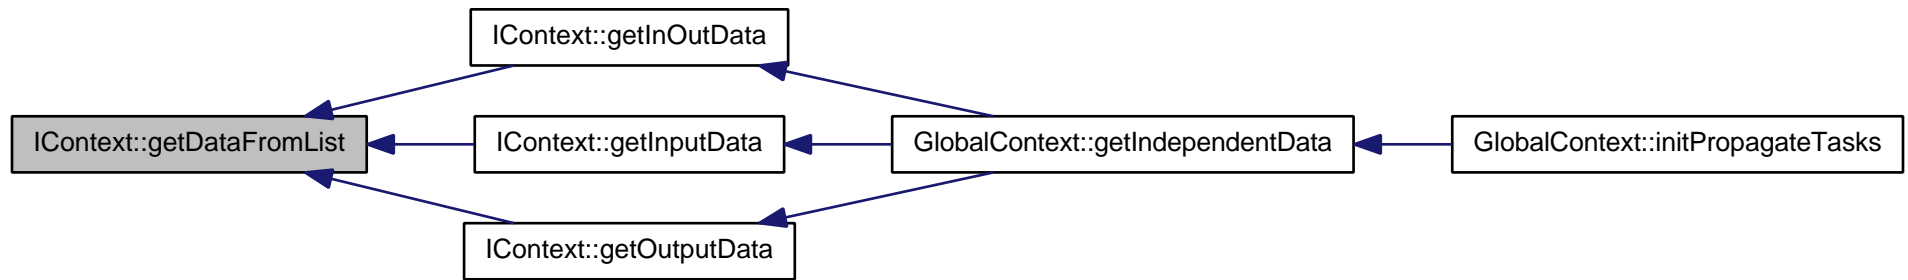 IContext::getInOutData
IContext::getDataFromList
IContext::getInputData
GlobalContext::getIndependentData
GlobalContext::initPropagateTasks
IContext::getOutputData